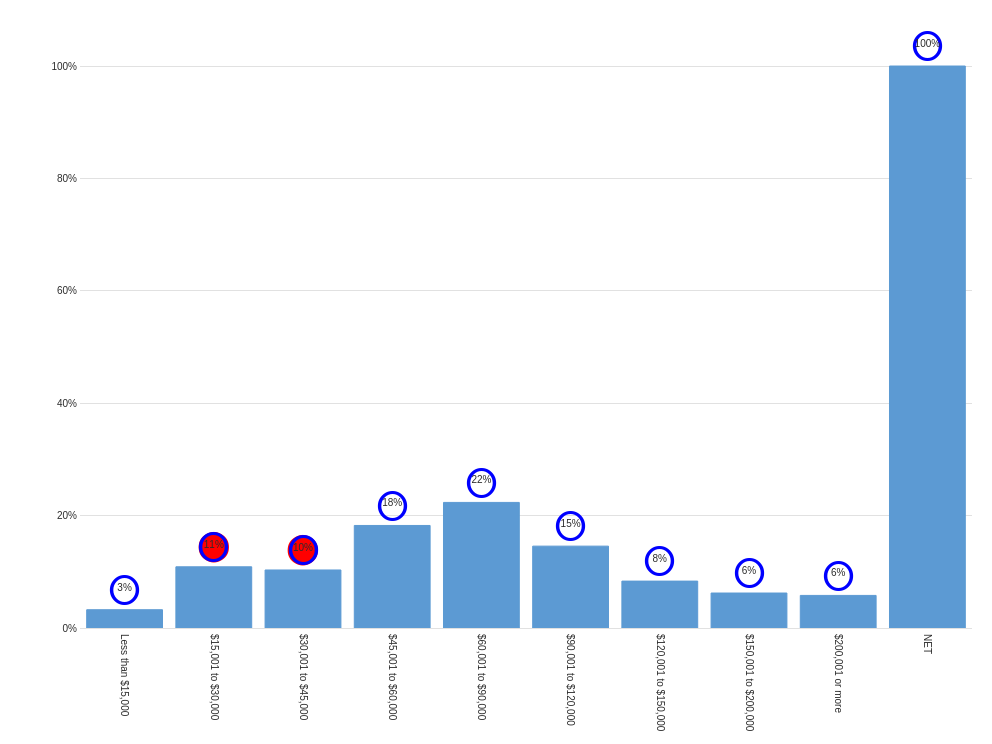 100%
80%
60%
40%
20%
0%
3%
11%
10%
18%
22%
15%
8%
6%
6%
100%
Less than $15,000
$15,001 to $30,000
$30,001 to $45,000
$45,001 to $60,000
$60,001 to $90,000
$90,001 to $120,000
$120,001 to $150,000
$150,001 to $200,000
$200,001 or more
NET